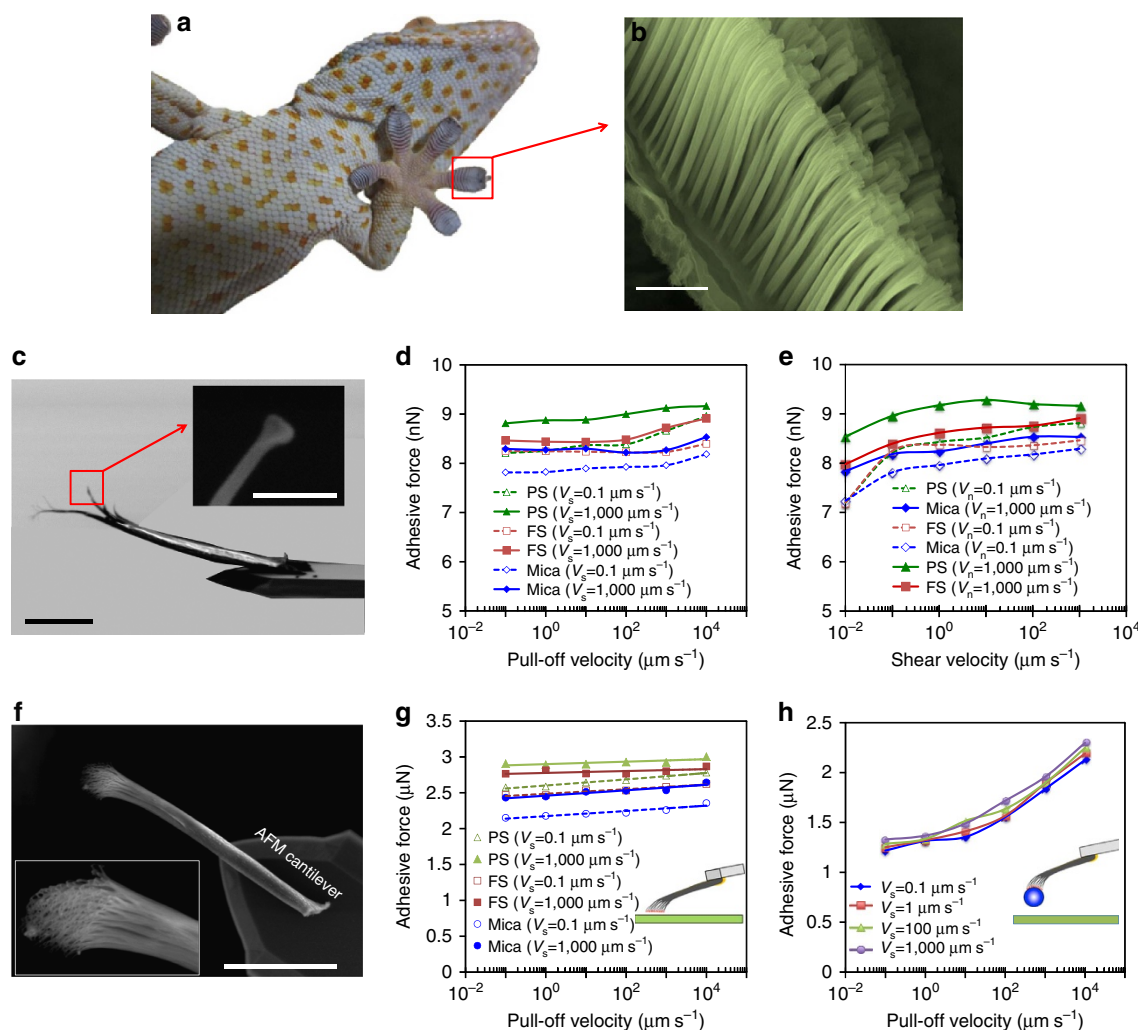 a
b
c
d
Adhesive force (nN)
10
9
8
7
6
5
PS (Vₛ=0.1 μm s⁻¹)
PS (Vₛ=1,000 μm s⁻¹)
FS (Vₛ=0.1 μm s⁻¹)
FS (Vₛ=1,000 μm s⁻¹)
Mica (Vₛ=0.1 μm s⁻¹)
Mica (Vₛ=1,000 μm s⁻¹)
10⁻² 10⁰ 10² 10⁴
Pull-off velocity (μm s⁻¹)
e
Adhesive force (nN)
10
9
8
7
6
5
PS (Vₙ=0.1 μm s⁻¹)
Mica (Vₙ=1,000 μm s⁻¹)
FS (Vₙ=0.1 μm s⁻¹)
Mica (Vₙ=0.1 μm s⁻¹)
PS (Vₙ=1,000 μm s⁻¹)
FS (Vₙ=1,000 μm s⁻¹)
10⁻² 10⁰ 10² 10⁴
Shear velocity (μm s⁻¹)
f
AFM cantilever
g
Adhesive force (μN)
3.5
3
2.5
2
1.5
1
0.5
0
PS (Vₛ=0.1 μm s⁻¹)
PS (Vₛ=1,000 μm s⁻¹)
FS (Vₛ=0.1 μm s⁻¹)
FS (Vₛ=1,000 μm s⁻¹)
Mica (Vₛ=0.1 μm s⁻¹)
Mica (Vₛ=1,000 μm s⁻¹)
10⁻² 10⁰ 10² 10⁴
Pull-off velocity (μm s⁻¹)
h
Adhesive force (μN)
2.5
2
1.5
1
0.5
0
Vₛ=0.1 μm s⁻¹
Vₛ=1 μm s⁻¹
Vₛ=100 μm s⁻¹
Vₛ=1,000 μm s⁻¹
10⁻² 10⁰ 10² 10⁴
Pull-off velocity (μm s⁻¹)